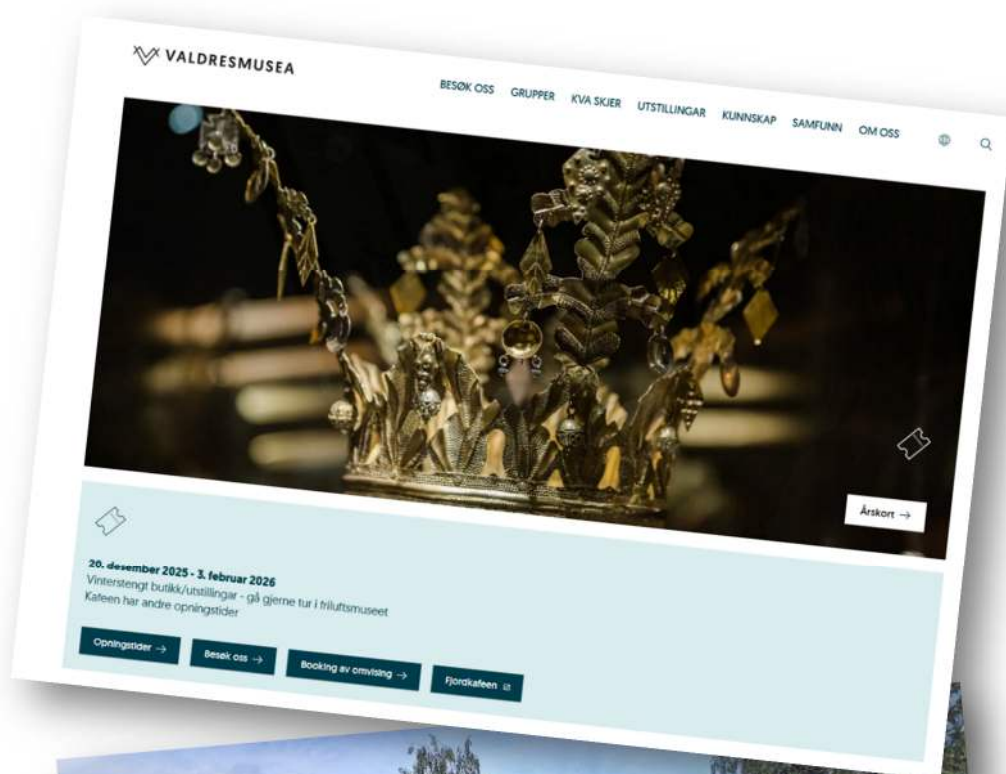 VALDRESMUSEA
BESØK OSS GRUPPER KVA SKJER UTSTILLINGAR KUNNSKAP SAMFUNN OM OSS
Årskort →
20. desember 2025 - 3. februar 2026
Vinterstengt butikk/utstillingar - gå gjerne tur i friluftsmuseet
Kafeen har andre opningstider
Opningstider → Besøk oss → Booking av omvising → Fjordkafeen